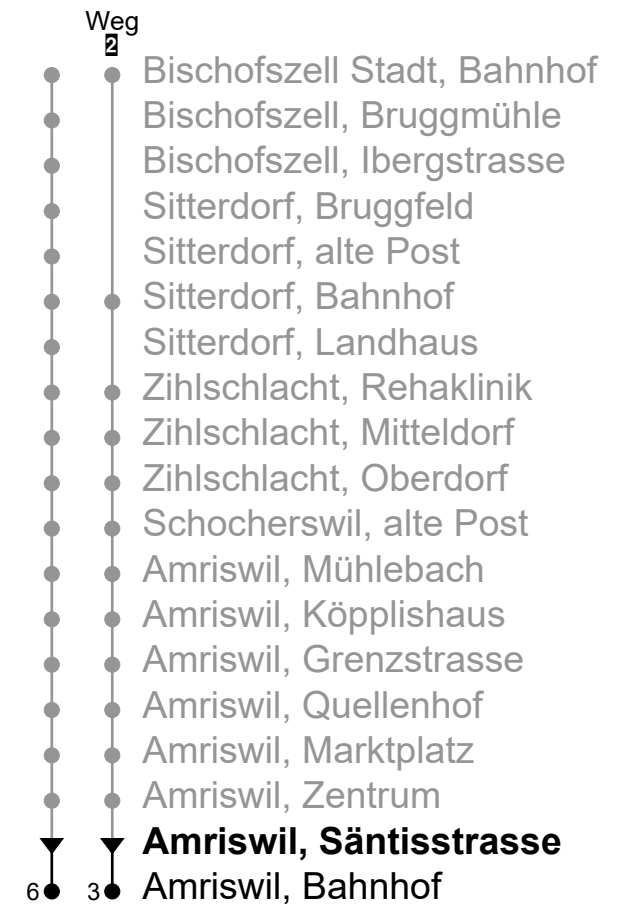 Weg
2
Bischofszell Stadt, Bahnhof
Bischofszell, Bruggmühle
Bischofszell, Ibergstrasse
Sitterdorf, Bruggfeld
Sitterdorf, alte Post
Sitterdorf, Bahnhof
Sitterdorf, Landhaus
Zihlschlacht, Rehaklinik
Zihlschlacht, Mitteldorf
Zihlschlacht, Oberdorf
Schocherswil, alte Post
Amriswil, Mühlebach
Amriswil, Köpplishaus
Amriswil, Grenzstrasse
Amriswil, Quellenhof
Amriswil, Marktplatz
Amriswil, Zentrum
Amriswil, Säntisstrasse
6 3 Amriswil, Bahnhof